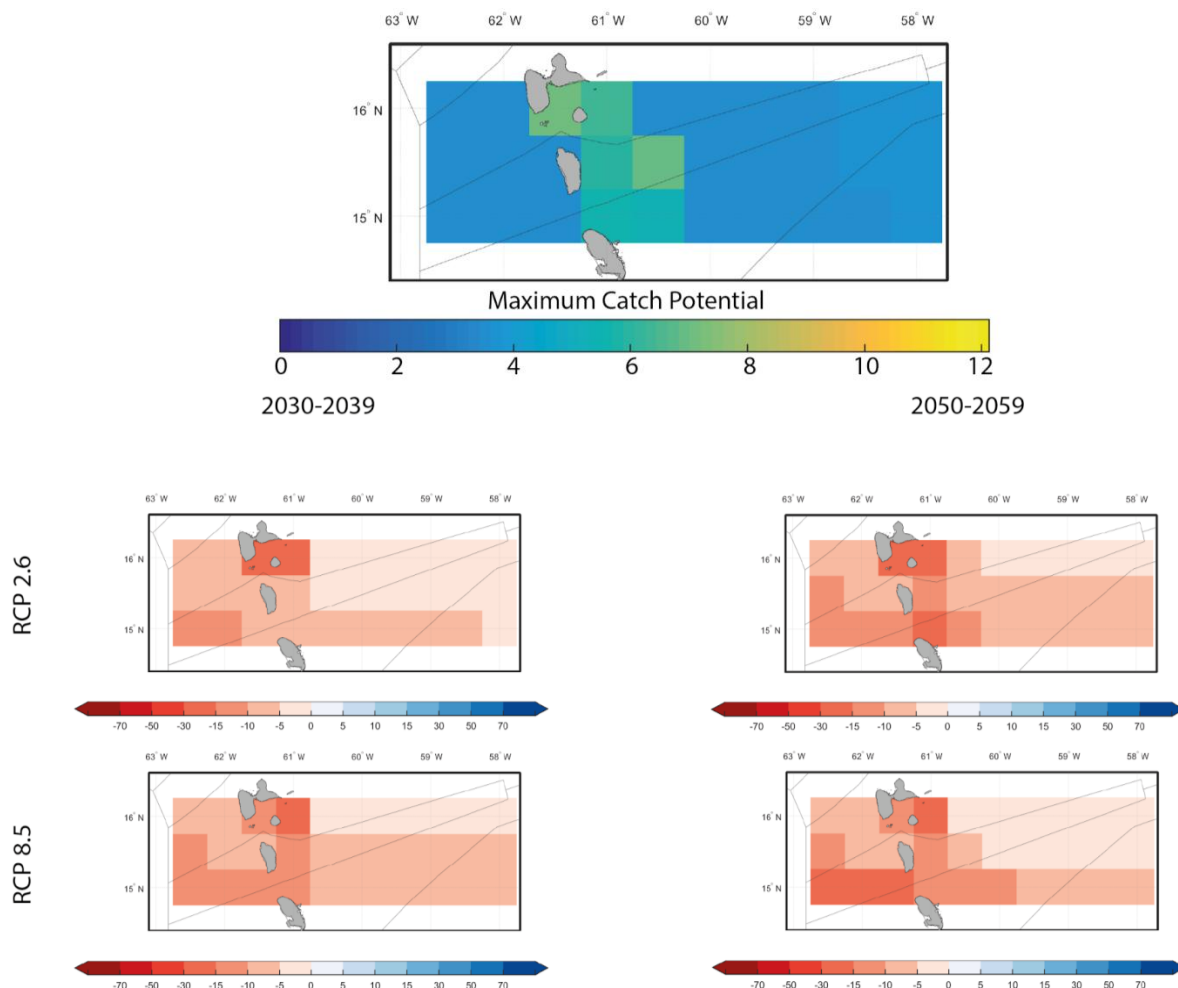 63° W 62° W 61° W 60° W 59° W 58° W
16° N
15° N
Maximum Catch Potential
0 2 4 6 8 10 12
2030-2039 2050-2059
RCP 2.6
63° W 62° W 61° W 60° W 59° W 58° W
16° N
15° N
-70 -50 -30 -15 -10 -5 0 5 10 15 30 50 70
63° W 62° W 61° W 60° W 59° W 58° W
16° N
15° N
-70 -50 -30 -15 -10 -5 0 5 10 15 30 50 70
RCP 8.5
63° W 62° W 61° W 60° W 59° W 58° W
16° N
15° N
-70 -50 -30 -15 -10 -5 0 5 10 15 30 50 70
63° W 62° W 61° W 60° W 59° W 58° W
16° N
15° N
-70 -50 -30 -15 -10 -5 0 5 10 15 30 50 70